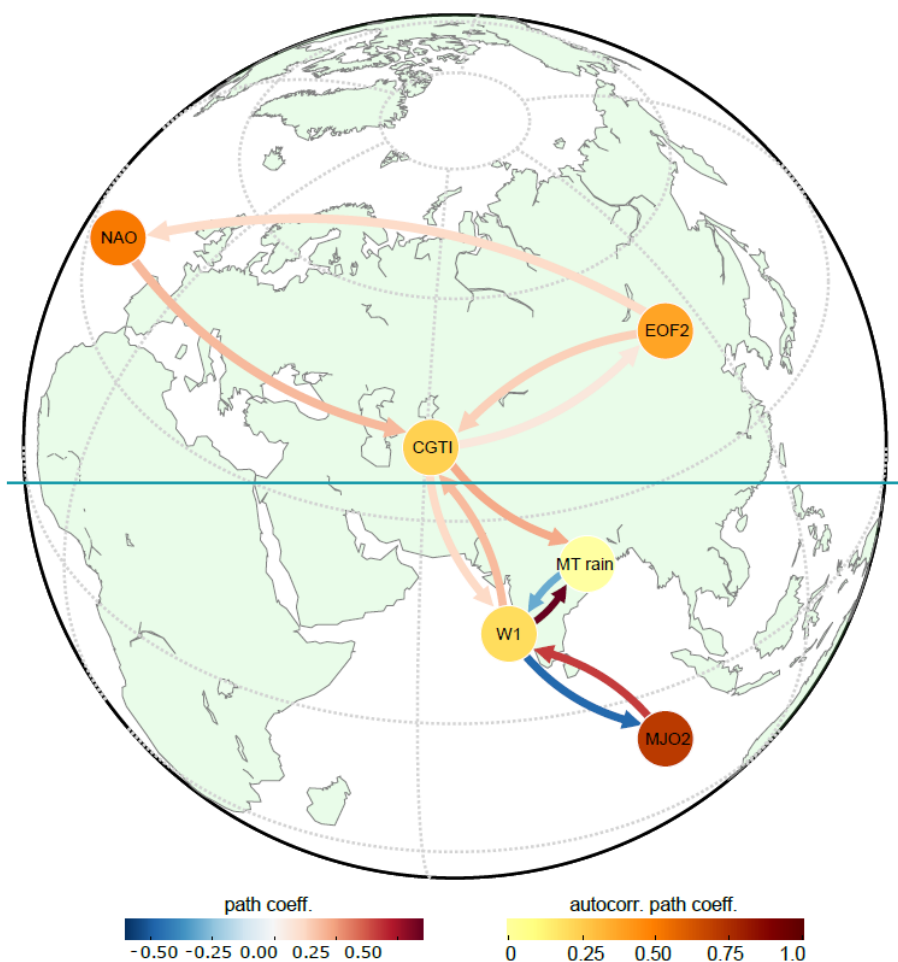 NAO
EOF2
CGTI
MT rain
W1
MJO2
path coeff. autocorr. path coeff.
-0.50 -0.25 0.00 0.25 0.50 0 0.25 0.50 0.75 1.0